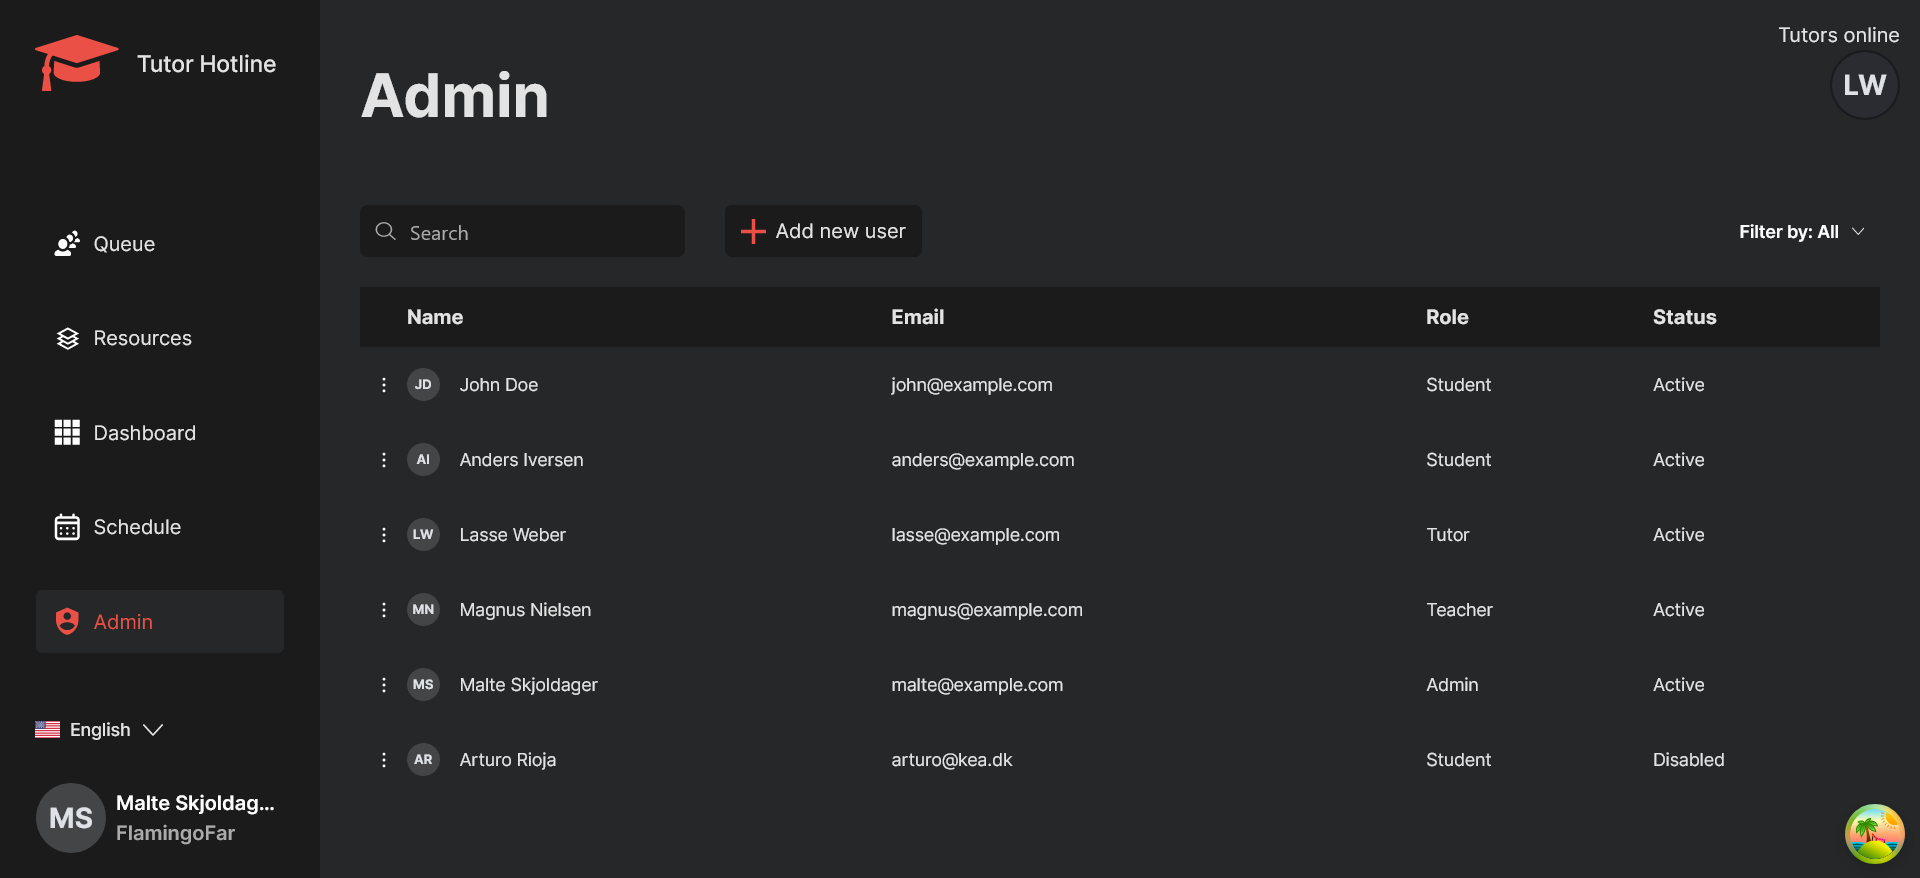 Tutor Hotline
Queue
Resources
Dashboard
Schedule
Admin
English
MS
Malte Skjoldag...
FlamingoFar
Tutors online
LW
Admin
Search
Add new user
Filter by: All
Name Email Role Status
JD John Doe john@example.com Student Active
AI Anders Iversen anders@example.com Student Active
LW Lasse Weber lasse@example.com Tutor Active
MN Magnus Nielsen magnus@example.com Teacher Active
MS Malte Skjoldager malte@example.com Admin Active
AR Arturo Rioja arturo@kea.dk Student Disabled